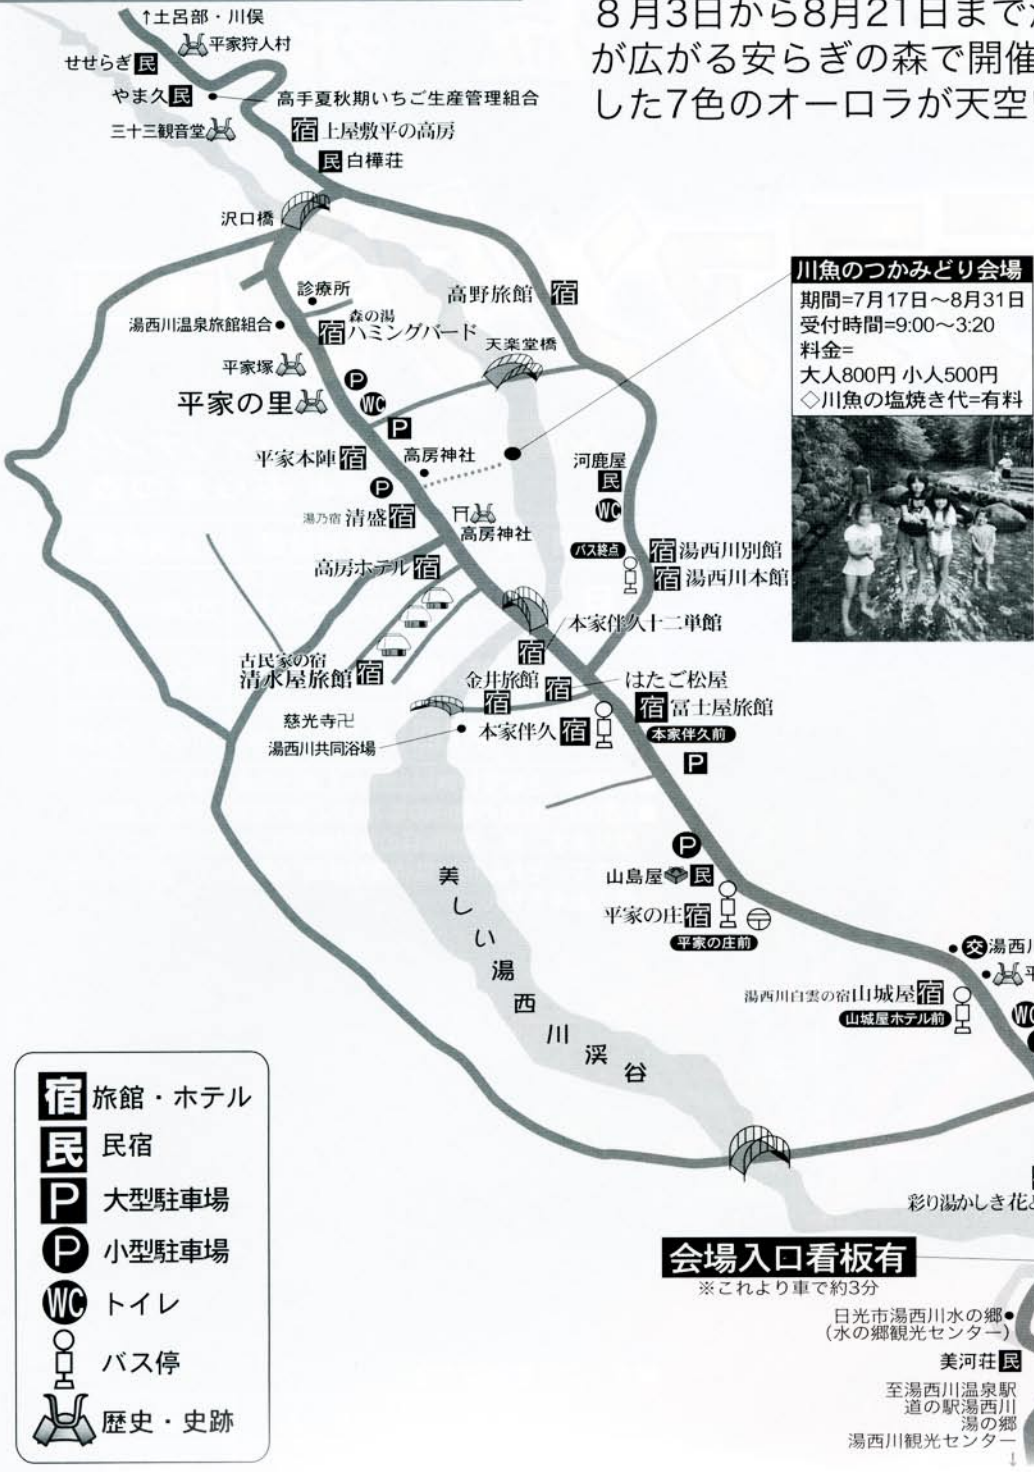 8月3日から8月21日まで
が広がる安らぎの森で開催
した7色のオーロラが天空
↑土呂部・川俣
平家狩人村
せせらぎ 民
やま久 民
高手夏秋期いちご生産管理組合
三十三観音堂
宿 上屋敷平の高房
民 白樺荘
沢口橋
川魚のつかみどり会場
期間=7月17日～8月31日
受付時間=9:00～3:20
料金=
大人800円 小人500円
◇川魚の塩焼き代=有料
診療所
高野旅館 宿
湯西川温泉旅館組合
森の湯
宿 ハミングバード
天楽堂橋
平家塚
P
平家の里
WC
P
平家本陣 宿
高房神社
河鹿屋
民
P
WC
湯乃宿 清盛 宿
高房神社
バス終点
宿 湯西川別館
高房ホテル 宿
宿 湯西川本館
本家伴久十二単館
宿
古民家の宿
清水屋旅館 宿
金井旅館
宿
宿
はたご松屋
宿 冨士屋旅館
慈光寺卍
本家伴久 宿
本家伴久前
湯西川共同浴場
P
P
山島屋 民
美しい湯西川渓谷
平家の庄 宿
平家の庄前
交 湯西川
平
湯西川白雲の宿 山城屋 宿
山城屋ホテル前
WC
宿 旅館・ホテル
民 民宿
P 大型駐車場
P 小型駐車場
WC トイレ
バス停
歴史・史跡
彩り湯かしき花と
会場入口看板有
※これより車で約3分
日光市湯西川水の郷
(水の郷観光センター)
美河荘 民
至湯西川温泉駅
道の駅湯西川
湯の郷
湯西川観光センター
↓